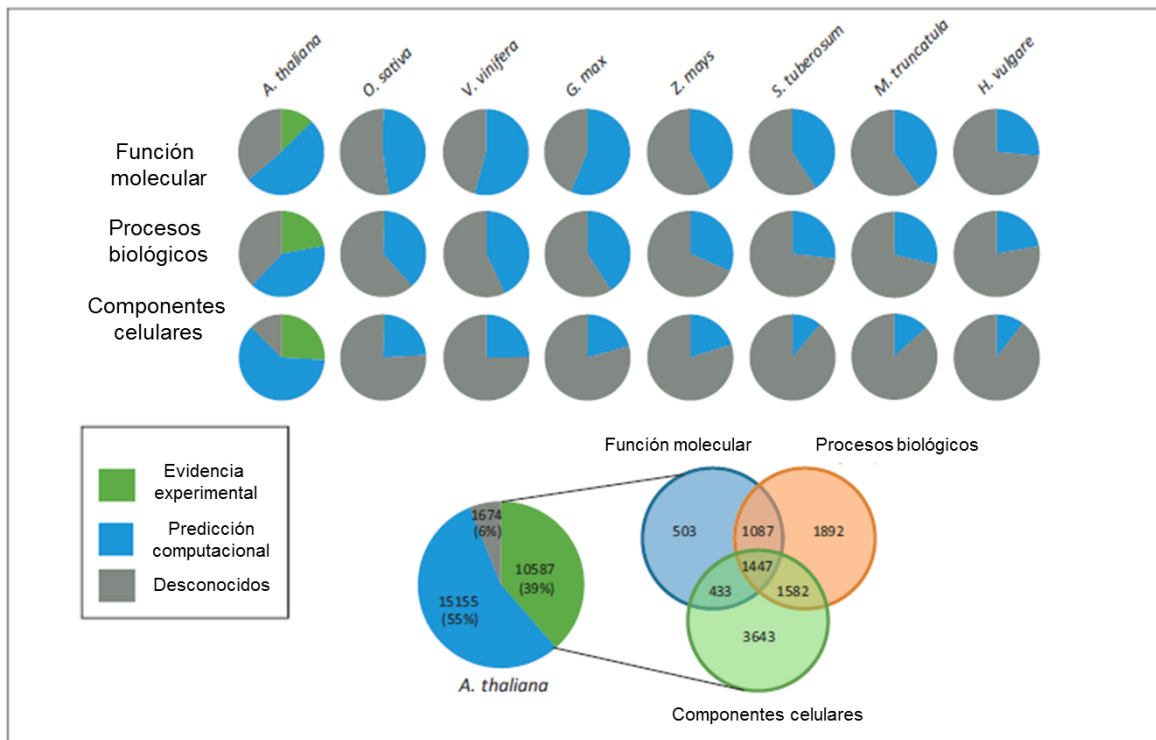 A. thaliana
O. sativa
V. vinifera
G. max
Z. mays
S. tuberosum
M. truncatula
H. vulgare
Función
molecular
Procesos
biológicos
Componentes
celulares
Evidencia
experimental
Predicción
computacional
Desconocidos
1674
(6%)
10587
(39%)
15155
(55%)
A. thaliana
Función molecular
Procesos biológicos
503
1087
1892
1447
433
1582
3643
Componentes celulares